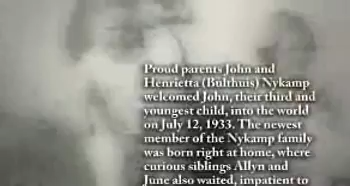 Proud parents John and
Henrietta (Bulthuis) Nykamp
welcomed John, their third and
youngest child, into the world
on July 12, 1933. The newest
member of the Nykamp family
was born right at home, where
curious siblings Allyn and
June also waited, impatient to